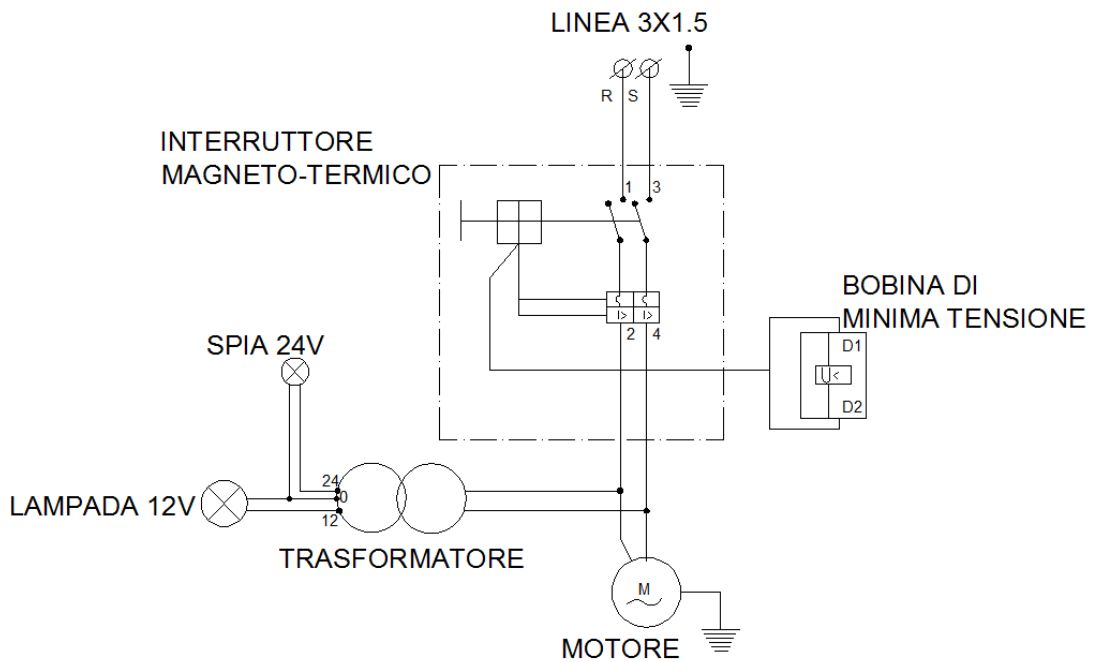 LINEA 3X1.5
R S
INTERRUTTORE
MAGNETO-TERMICO
1 3
BOBINA DI
MINIMA TENSIONE
I> I>
2 4
D1
U<
D2
SPIA 24V
24
0
12
LAMPADA 12V
TRASFORMATORE
M
MOTORE